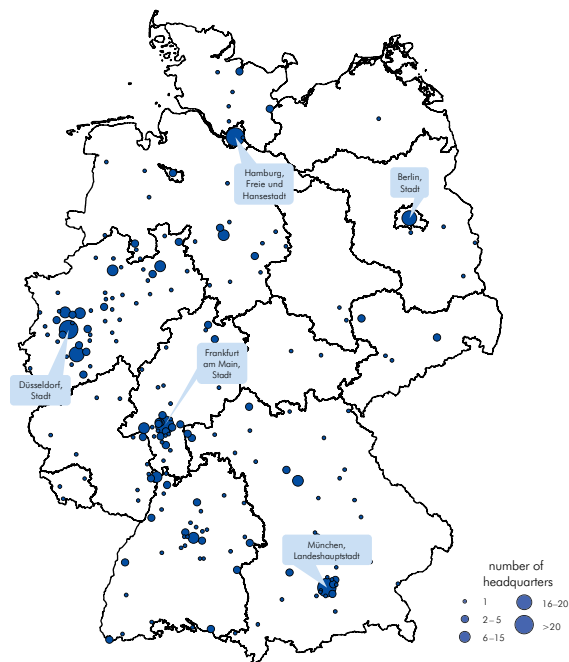 Hamburg,
Freie und
Hansestadt
Berlin,
Stadt
Frankfurt
am Main,
Stadt
Düsseldorf,
Stadt
München,
Landeshauptstadt
number of
headquarters
1
2–5
6–15
16–20
>20